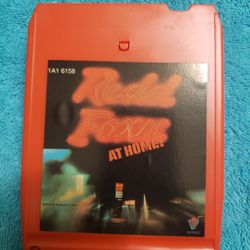 1A1 6158
Redd
Foxx
AT HOME!